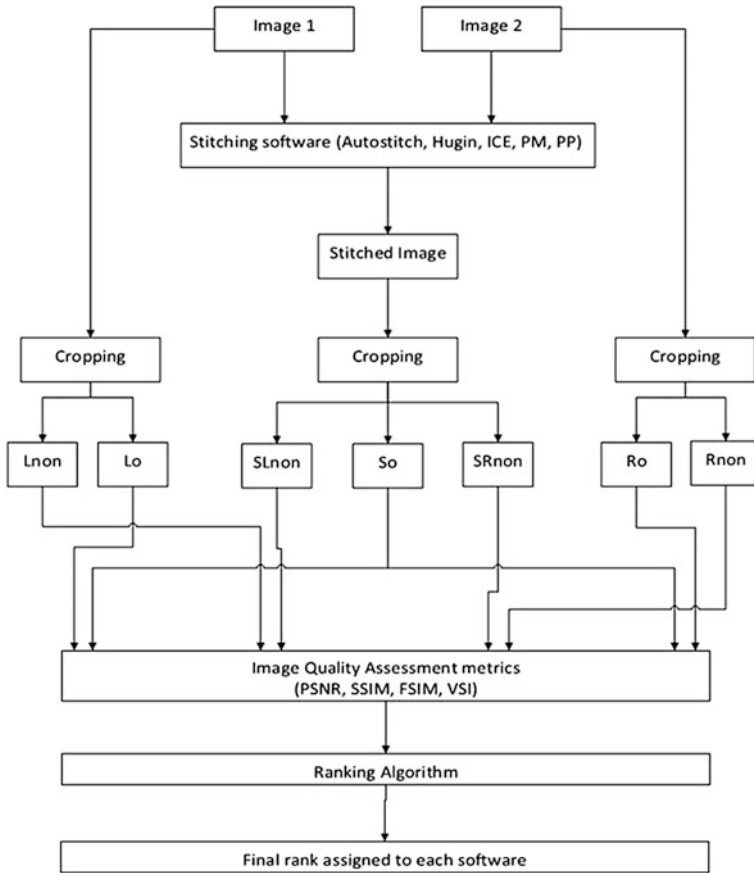 Image 1
Image 2
Stitching software (Autostitch, Hugin, ICE, PM, PP)
Stitched Image
Cropping
Cropping
Cropping
Lnon
Lo
SLnon
So
SRnon
Ro
Rnon
Image Quality Assessment metrics
(PSNR, SSIM, FSIM, VSI)
Ranking Algorithm
Final rank assigned to each software